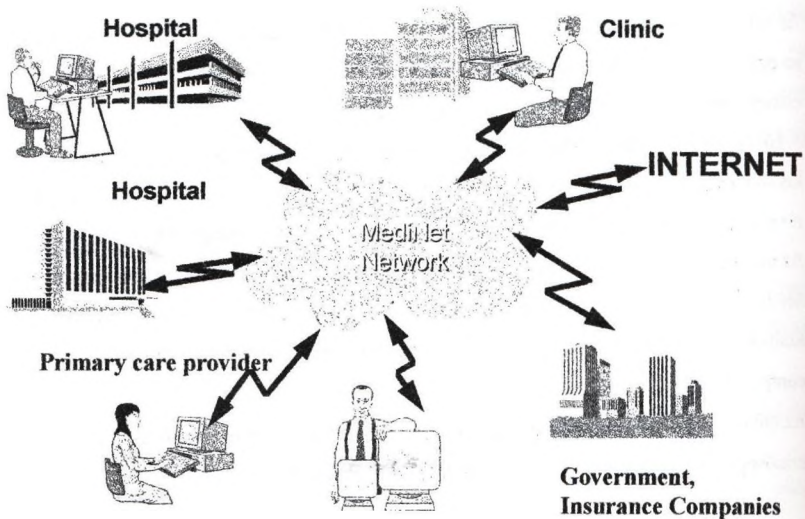 Hospital
Clinic
INTERNET
Hospital
MediNet
Network
Primary care provider
Government,
Insurance Companies